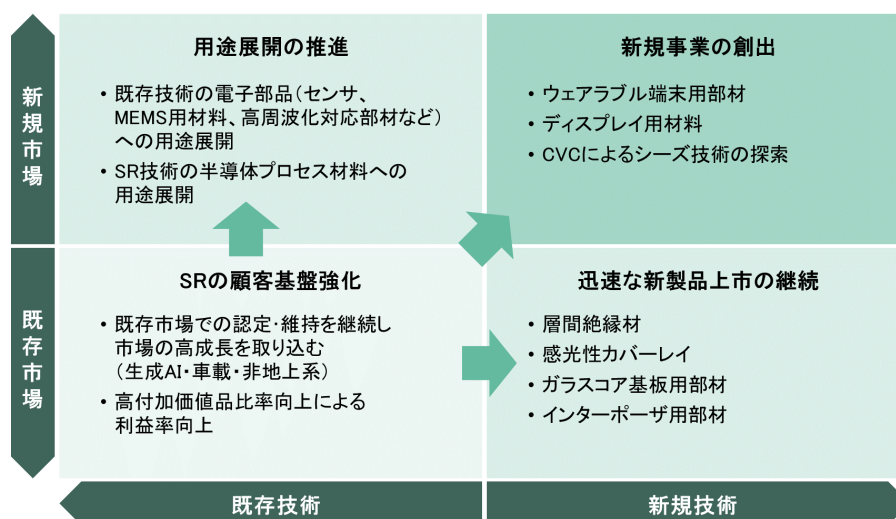 新規市場
用途展開の推進
• 既存技術の電子部品(センサ、
MEMS用材料、高周波化対応部材など)
への用途展開
• SR技術の半導体プロセス材料への
用途展開
新規事業の創出
• ウェアラブル端末用部材
• ディスプレイ用材料
• CVCによるシーズ技術の探索
既存市場
SRの顧客基盤強化
• 既存市場での認定・維持を継続し
市場の高成長を取り込む
(生成AI・車載・非地上系)
• 高付加価値品比率向上による
利益率向上
迅速な新製品上市の継続
• 層間絶縁材
• 感光性カバーレイ
• ガラスコア基板用部材
• インターポーザ用部材
既存技術
新規技術